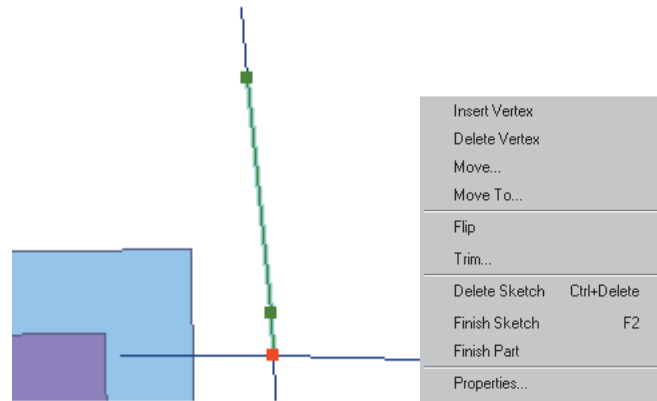 Insert Vertex
Delete Vertex
Move...
Move To...
Flip
Trim...
Delete Sketch Ctrl+Delete
Finish Sketch F2
Finish Part
Properties...